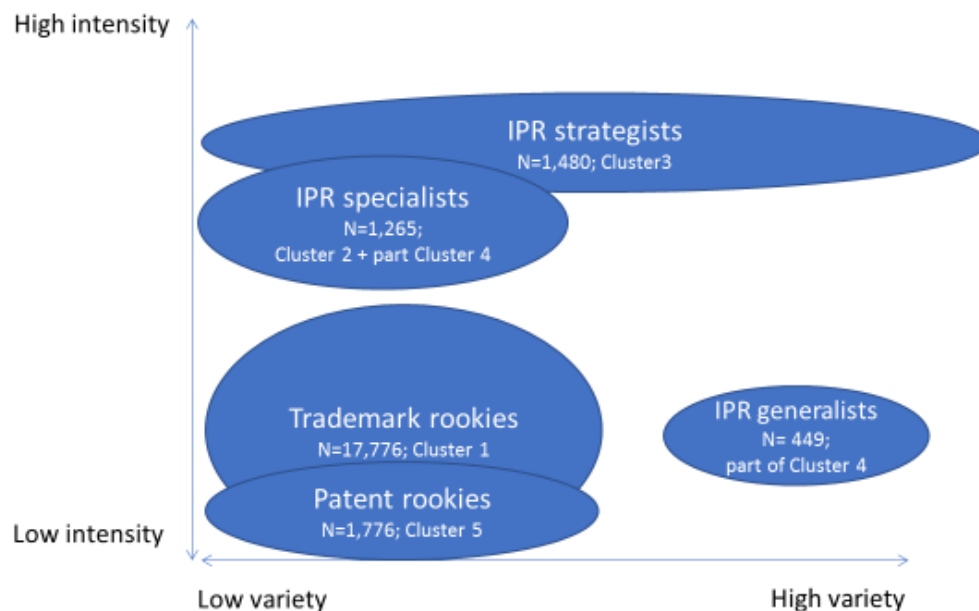 High intensity
IPR strategists
N=1,480; Cluster3
IPR specialists
N=1,265;
Cluster 2 + part Cluster 4
Trademark rookies
N=17,776; Cluster 1
IPR generalists
N= 449;
part of Cluster 4
Patent rookies
N=1,776; Cluster 5
Low intensity
Low variety
High variety